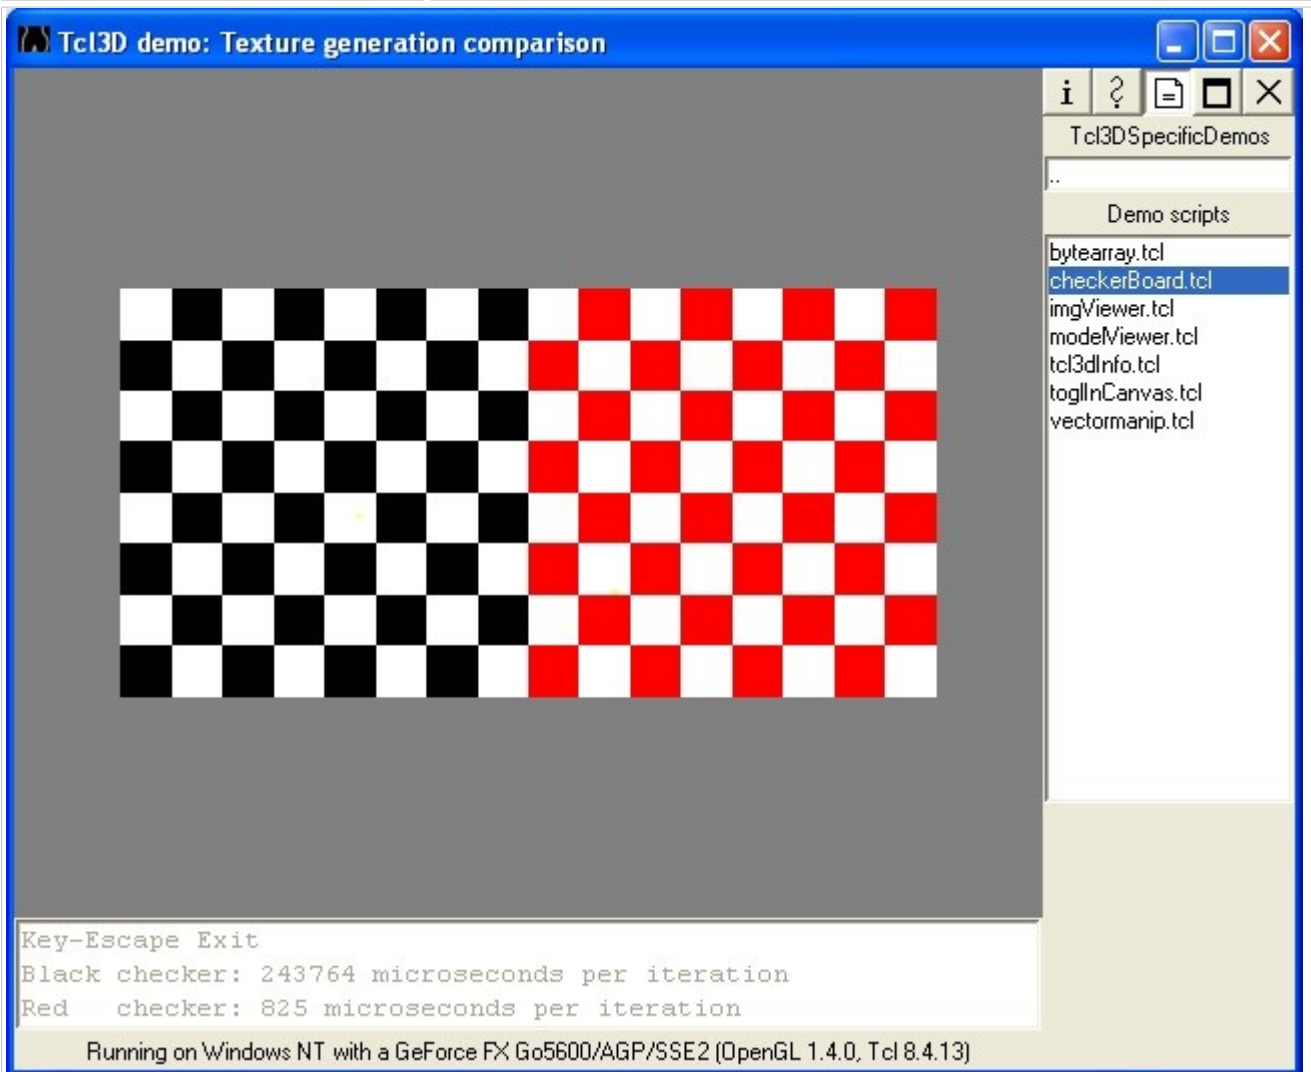 Tcl3D demo: Texture generation comparison
Tcl3DSpecificDemos
..
Demo scripts
bytearray.tcl
checkerBoard.tcl
imgViewer.tcl
modelViewer.tcl
tcl3dInfo.tcl
toglInCanvas.tcl
vectormanip.tcl
Key-Escape Exit
Black checker: 243764 microseconds per iteration
Red   checker: 825 microseconds per iteration
Running on Windows NT with a GeForce FX Go5600/AGP/SSE2 (OpenGL 1.4.0, Tcl 8.4.13)